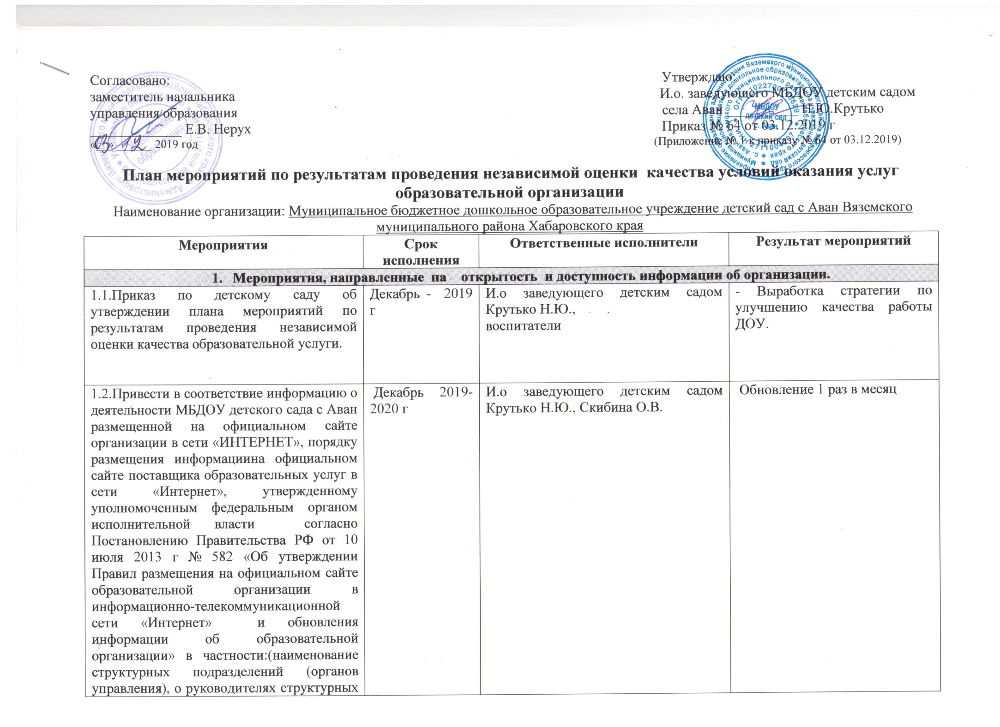 Согласовано:
заместитель начальника
управления образования
Е.В. Нерух
«03» 12 2019 год
Утверждаю:
И.о. заведующего МБДОУ детским садом
села Аван Н.Ю.Крутько
Приказ № 64 от 03.12.2019 г
(Приложение № 1 к приказу № 64 от 03.12.2019)
МБДОУ
детский сад
с. Аван
Управление
образования
План мероприятий по результатам проведения независимой оценки качества условий оказания услуг
образовательной организации
Наименование организации: Муниципальное бюджетное дошкольное образовательное учреждение детский сад с Аван Вяземского
муниципального района Хабаровского края
Мероприятия
Срок
исполнения
Ответственные исполнители
Результат мероприятий
1. Мероприятия, направленные на открытость и доступность информации об организации.
1.1.Приказ по детскому саду об
утверждении плана мероприятий по
результатам проведения независимой
оценки качества образовательной услуги.
Декабрь - 2019
г
И.о заведующего детским садом
Крутько Н.Ю.,
воспитатели
- Выработка стратегии по
улучшению качества работы
ДОУ.
1.2.Привести в соответствие информацию о
деятельности МБДОУ детского сада с Аван
размещенной на официальном сайте
организации в сети «ИНТЕРНЕТ», порядку
размещения информациина официальном
сайте поставщика образовательных услуг в
сети «Интернет», утвержденному
уполномоченным федеральным органом
исполнительной власти согласно
Постановлению Правительства РФ от 10
июля 2013 г № 582 «Об утверждении
Правил размещения на официальном сайте
образовательной организации в
информационно-телекоммуникационной
сети «Интернет» и обновления
информации об образовательной
организации» в частности:(наименование
структурных подразделений (органов
управления), о руководителях структурных
Декабрь 2019-
2020 г
И.о заведующего детским садом
Крутько Н.Ю., Скибина О.В.
Обновление 1 раз в месяц